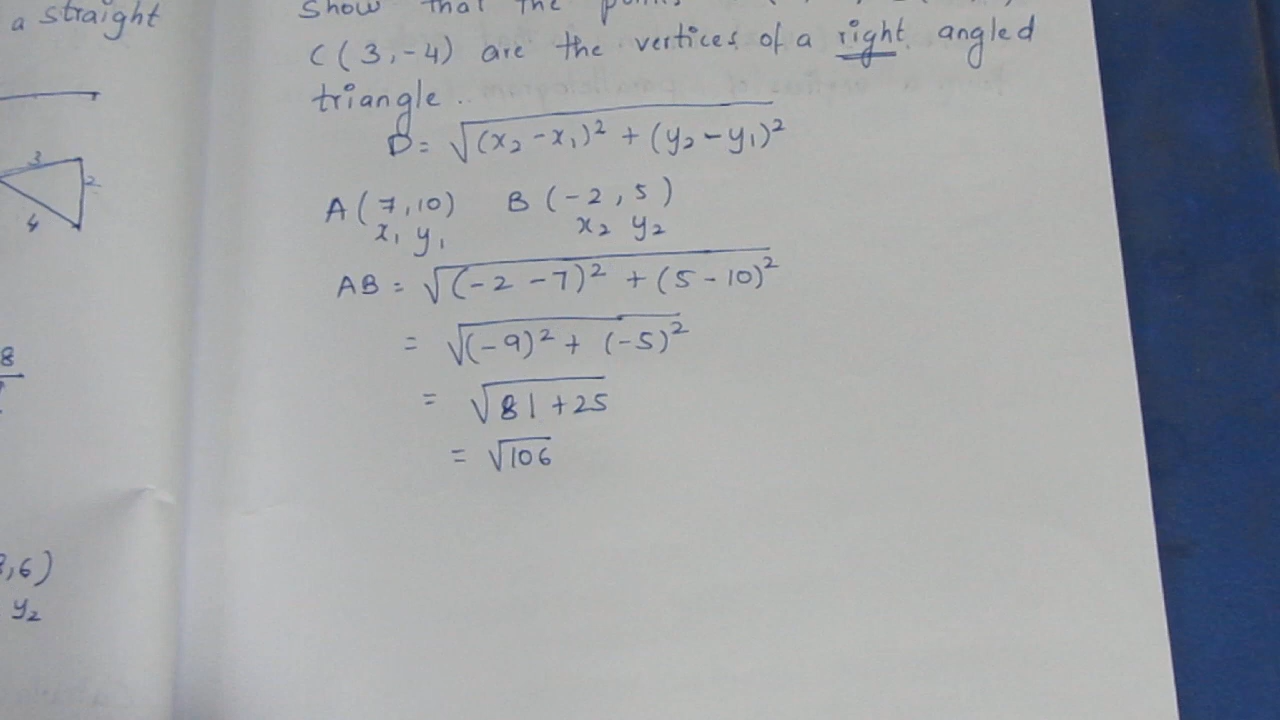 a straight
3
2
4
8
,6)
y₂
Show that the points
C(3,-4) are the vertices of a right angled
triangle..
D = √(x₂-x₁)² + (y₂-y₁)²
A(7,10) B(-2,5)
x₁ y₁ x₂ y₂
AB = √(-2-7)² + (5-10)²
= √(-9)² + (-5)²
= √81+25
= √106